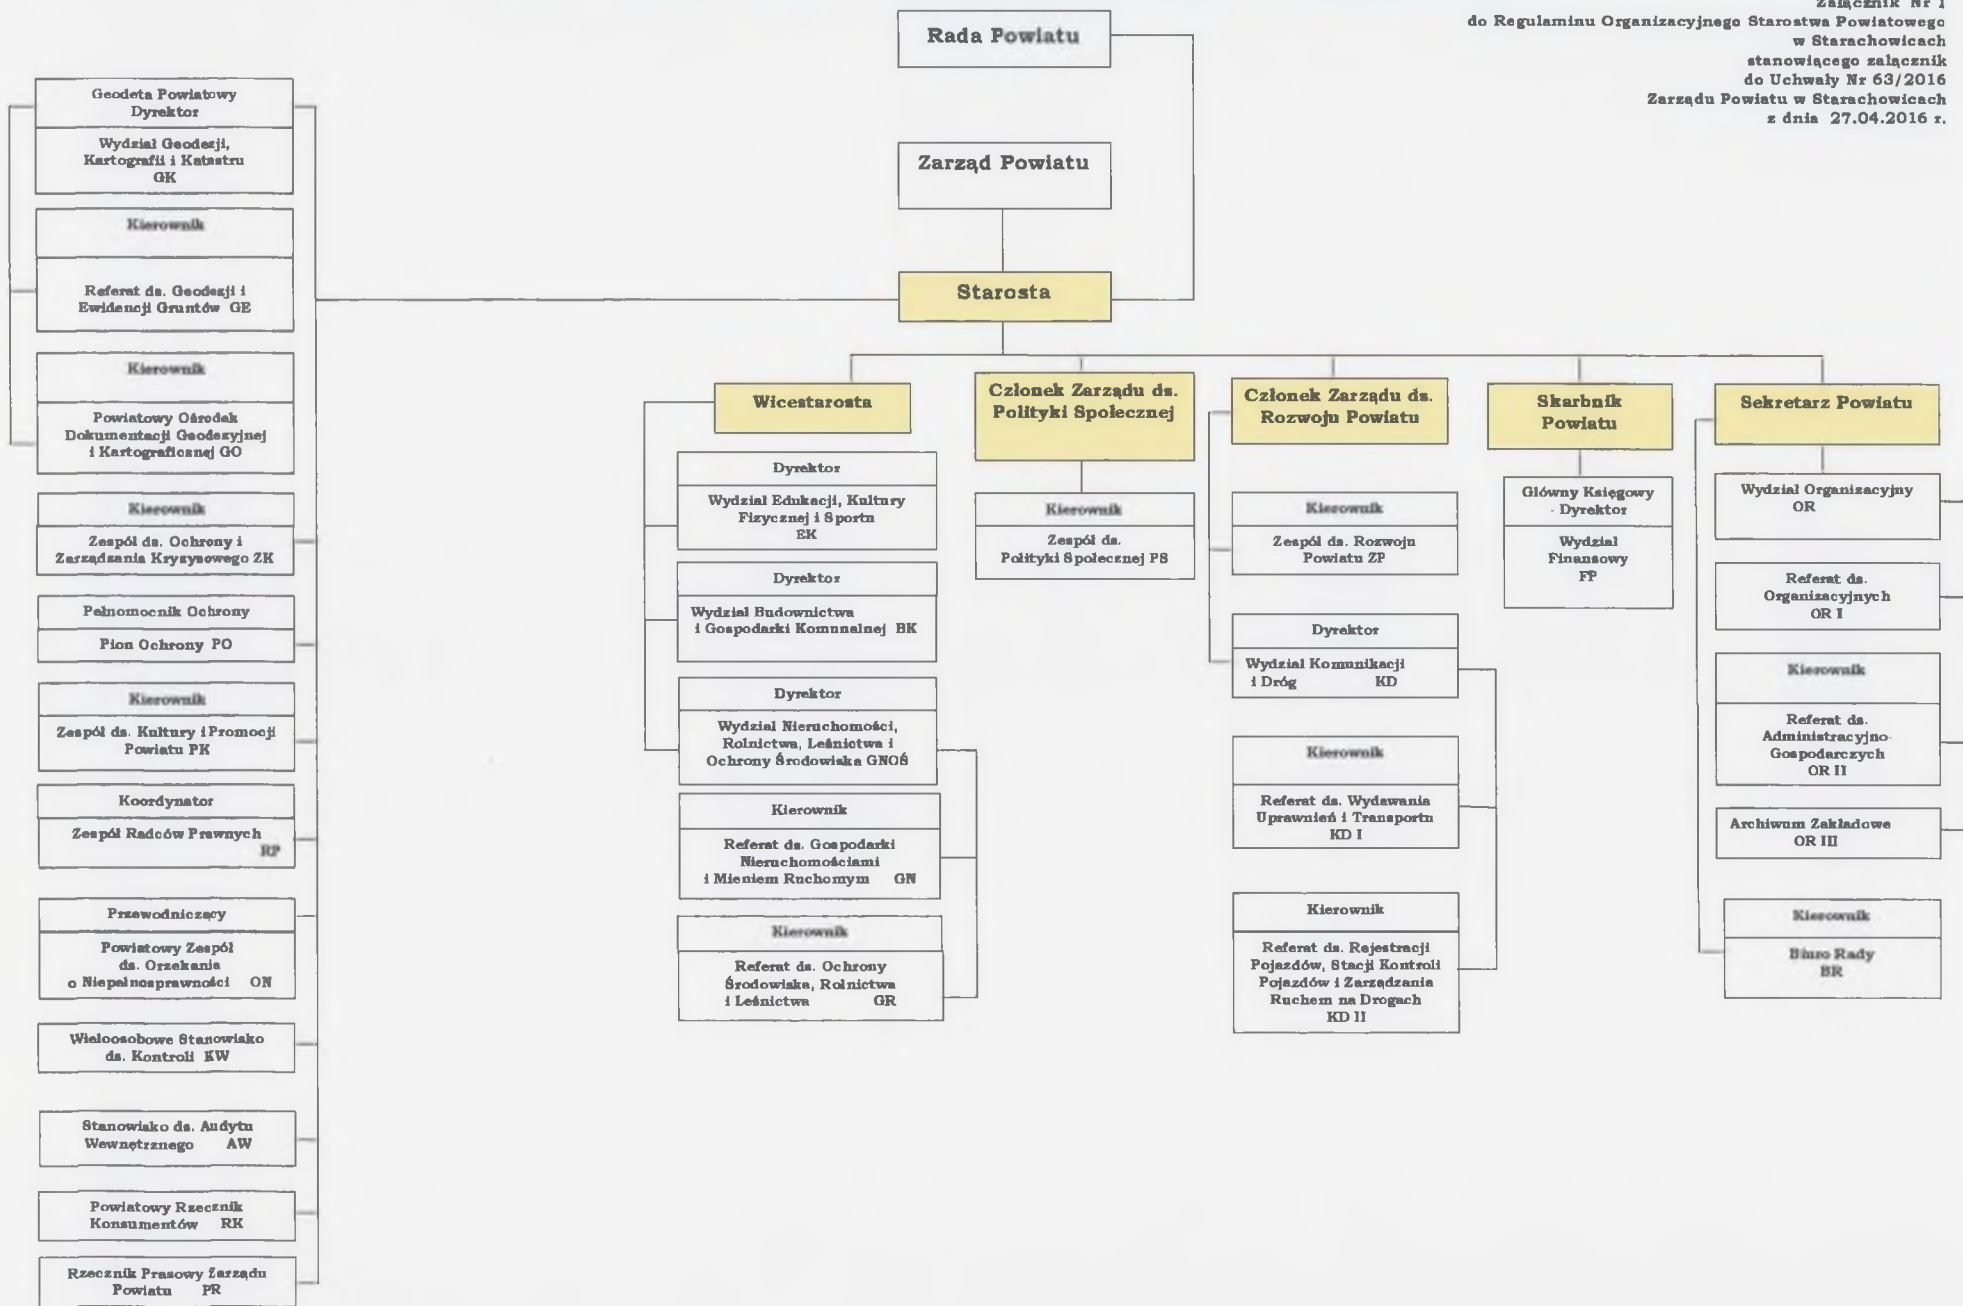 Załącznik Nr 1
do Regulaminu Organizacyjnego Starostwa Powiatowego
w Starachowicach
stanowiącego załącznik
do Uchwały Nr 63/2016
Zarządu Powiatu w Starachowicach
z dnia 27.04.2016 r.
Rada Powiatu
Zarząd Powiatu
Starosta
Geodeta Powiatowy
Dyrektor
Wydział Geodezji,
Kartografii i Katastru
GK
Kierownik
Referat ds. Geodezji i
Ewidencji Gruntów GE
Kierownik
Powiatowy Ośrodek
Dokumentacji Geodezyjnej
i Kartograficznej GO
Kierownik
Zespół ds. Ochrony i
Zarządzania Kryzysowego ZK
Pełnomocnik Ochrony
Pion Ochrony PO
Kierownik
Zespół ds. Kultury i Promocji
Powiatu PK
Koordynator
Zespół Radców Prawnych
RP
Przewodniczący
Powiatowy Zespół
ds. Orzekania
o Niepełnosprawności ON
Wieloosobowe Stanowisko
ds. Kontroli KW
Stanowisko ds. Audytu
Wewnętrznego AW
Powiatowy Rzecznik
Konsumentów RK
Rzecznik Prasowy Zarządu
Powiatu PR
Wicestarosta
Dyrektor
Wydział Edukacji, Kultury
Fizycznej i Sportu
EK
Dyrektor
Wydział Budownictwa
i Gospodarki Komunalnej BK
Dyrektor
Wydział Nieruchomości,
Rolnictwa, Leśnictwa i
Ochrony Środowiska GNOŚ
Kierownik
Referat ds. Gospodarki
Nieruchomościami
i Mieniem Ruchomym GN
Kierownik
Referat ds. Ochrony
Środowiska, Rolnictwa
i Leśnictwa GR
Członek Zarządu ds.
Polityki Społecznej
Kierownik
Zespół ds.
Polityki Społecznej PS
Członek Zarządu ds.
Rozwoju Powiatu
Kierownik
Zespół ds. Rozwoju
Powiatu ZP
Dyrektor
Wydział Komunikacji
i Dróg KD
Kierownik
Referat ds. Wydawania
Uprawnień i Transportu
KD I
Kierownik
Referat ds. Rejestracji
Pojazdów, Stacji Kontroli
Pojazdów i Zarządzania
Ruchem na Drogach
KD II
Skarbnik
Powiatu
Główny Księgowy
- Dyrektor
Wydział
Finansowy
FP
Sekretarz Powiatu
Wydział Organizacyjny
OR
Referat ds.
Organizacyjnych
OR I
Kierownik
Referat ds.
Administracyjno-
Gospodarczych
OR II
Archiwum Zakładowe
OR III
Kierownik
Biuro Rady
BR